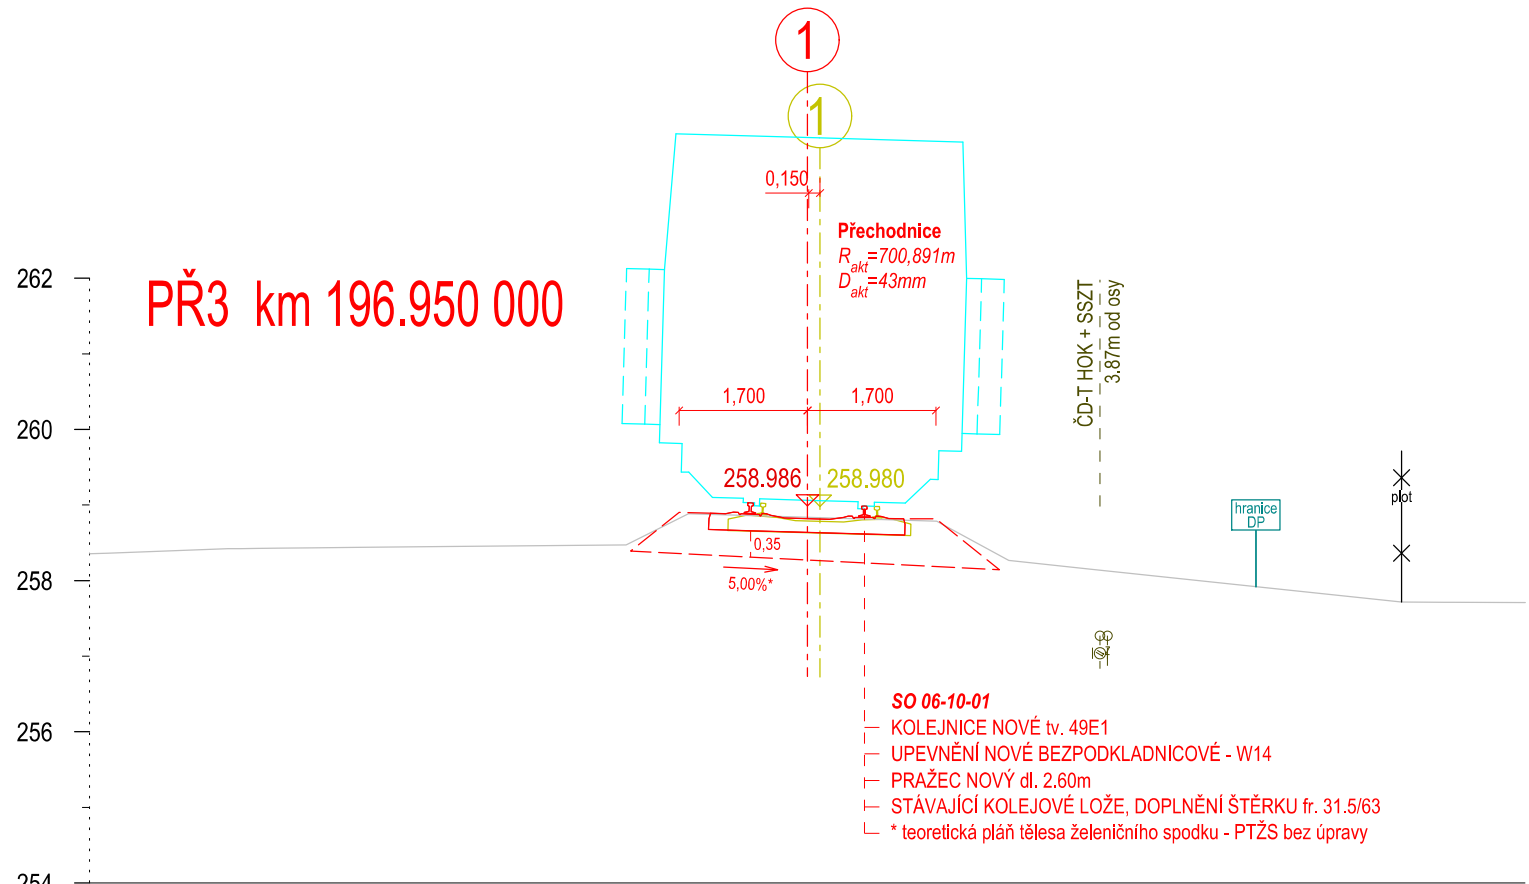 1
1
0,150
Přechodnice
R akt =700,891m
D akt =43mm
262
PŘ3 km 196.950 000
ČD-T HOK + SSZT
3.87m od osy
1,700
1,700
260
258.986
258.980
plot
hranice
DP
0,35
258
5,00%*
SO 06-10-01
KOLEJNICE NOVÉ tv. 49E1
256
UPEVNĚNÍ NOVÉ BEZPODKLADNICOVÉ - W14
PRAŽEC NOVÝ dl. 2.60m
STÁVAJÍCÍ KOLEJOVÉ LOŽE, DOPLNĚNÍ ŠTĚRKU fr. 31.5/63
* teoretická pláň tělesa želeničního spodku - PTŽS bez úpravy
254